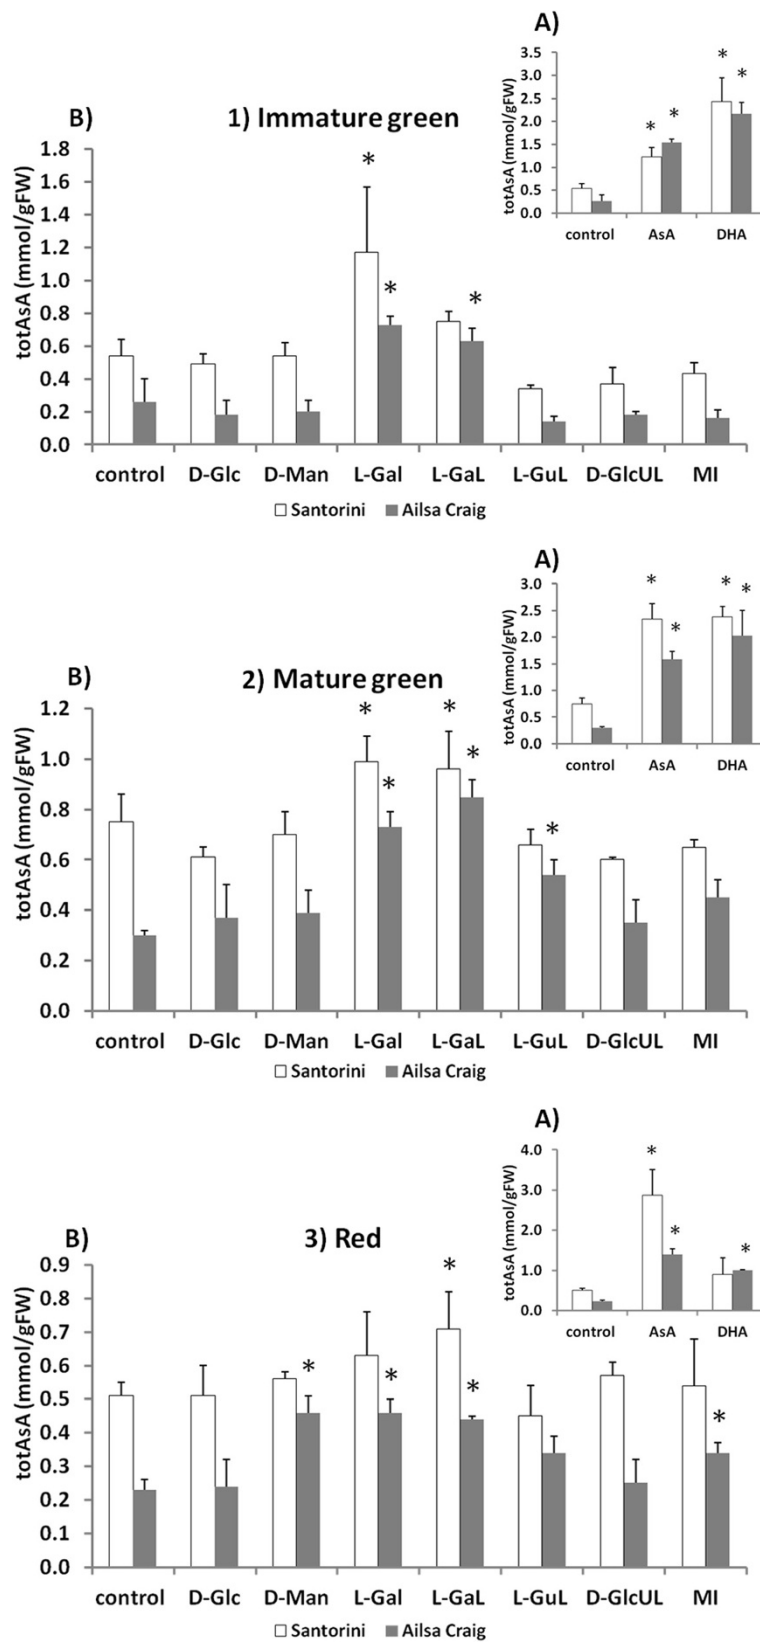 A)
totAsA (mmol/gFW)
3.5
3.0
2.5
2.0
1.5
1.0
0.5
0.0
* * * *
control AsA DHA
B) 1) Immature green
totAsA (mmol/gFW)
1.8
1.6
1.4
1.2
1.0
0.8
0.6
0.4
0.2
0.0
* * *
control D-Glc D-Man L-Gal L-GaL L-GuL D-GlcUL MI
Santorini Ailsa Craig
A)
totAsA (mmol/gFW)
3.0
2.5
2.0
1.5
1.0
0.5
0.0
* * * *
control AsA DHA
B) 2) Mature green
totAsA (mmol/gFW)
1.2
1.0
0.8
0.6
0.4
0.2
0.0
* * * * *
control D-Glc D-Man L-Gal L-GaL L-GuL D-GlcUL MI
Santorini Ailsa Craig
A)
totAsA (mmol/gFW)
4.0
3.0
2.0
1.0
0.0
* * *
control AsA DHA
B) 3) Red
totAsA (mmol/gFW)
0.9
0.8
0.7
0.6
0.5
0.4
0.3
0.2
0.1
0.0
* * * * *
control D-Glc D-Man L-Gal L-GaL L-GuL D-GlcUL MI
Santorini Ailsa Craig